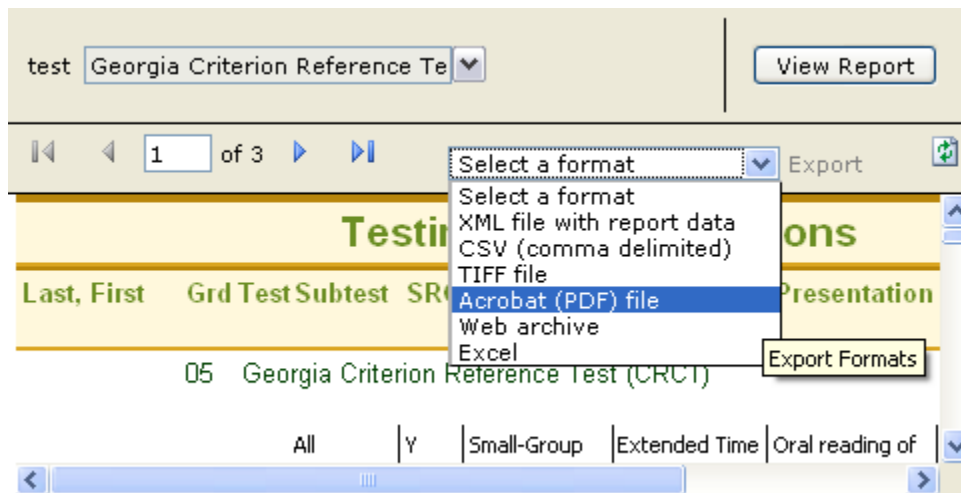 test Georgia Criterion Reference Te View Report
1 of 3 Select a format Export
Select a format
XML file with report data
CSV (comma delimited)
TIFF file
Acrobat (PDF) file
Web archive
Excel
Export Formats
Testin ons
Last, First Grd Test Subtest SR Presentation
05 Georgia Criterion Reference Test (CRCT)
All Y Small-Group Extended Time Oral reading of